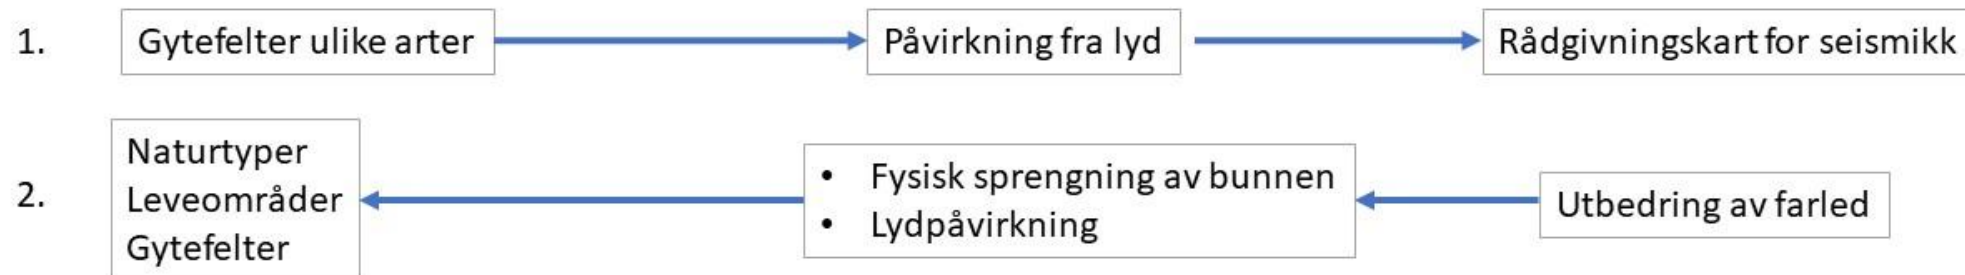 1. Gytefelter ulike arter Påvirkning fra lyd Rådgivningskart for seismikk
2.
Naturtyper
Leveområder
Gytefelter
• Fysisk sprengning av bunnen
• Lydpåvirkning
Utbedring av farled